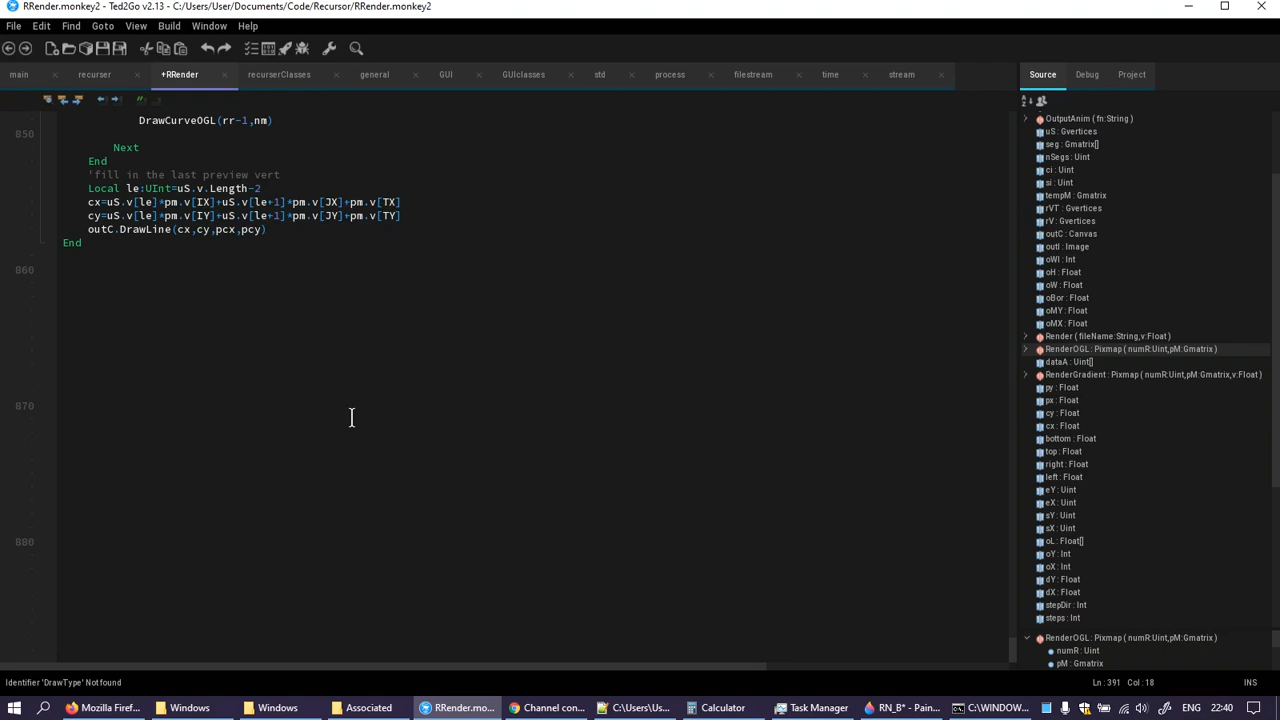 RRender.monkey2 - Ted2Go v2.13 - C:/Users/User/Documents/Code/Recursor/RRender.monkey2
File Edit Find Goto View Build Window Help
main recurser +RRender recurserClasses general GUI GUIclasses std process filestream time stream
Source Debug Project
DrawCurveOGL(rr-1,nm)
850
Next
End
'fill in the last preview vert
Local le:UInt=uS.v.Length-2
cx=uS.v[le]*pm.v[IX]+uS.v[le+1]*pm.v[JX]+pm.v[TX]
cy=uS.v[le]*pm.v[IY]+uS.v[le+1]*pm.v[JY]+pm.v[TY]
outC.DrawLine(cx,cy,pcx,pcy)
End
860
870
880
OutputAnim ( fn:String )
uS : Gvertices
seg : Gmatrix[]
nSegs : Uint
ci : Uint
si : Uint
tempM : Gmatrix
rVT : Gvertices
rV : Gvertices
outC : Canvas
outI : Image
oWI : Int
oH : Float
oW : Float
oBor : Float
oMY : Float
oMX : Float
Render ( fileName:String,v:Float )
RenderOGL : Pixmap ( numR:Uint,pM:Gmatrix )
dataA : Uint[]
RenderGradient : Pixmap ( numR:Uint,pM:Gmatrix,v:Float )
py : Float
px : Float
cy : Float
cx : Float
bottom : Float
top : Float
right : Float
left : Float
eY : Uint
eX : Uint
sY : Uint
sX : Uint
oL : Float[]
oY : Int
oX : Int
dY : Float
dX : Float
stepDir : Int
steps : Int
RenderOGL : Pixmap ( numR:Uint,pM:Gmatrix )
numR : Uint
pM : Gmatrix
Identifier 'DrawType' Notfound
Ln: 391 Col: 18 INS
Mozilla Firef... Windows Windows Associated RRender.mo... Channel con... C:\Users\Us... Calculator Task Manager RN_B* - Pain... C:\WINDOW... ENG 22:40